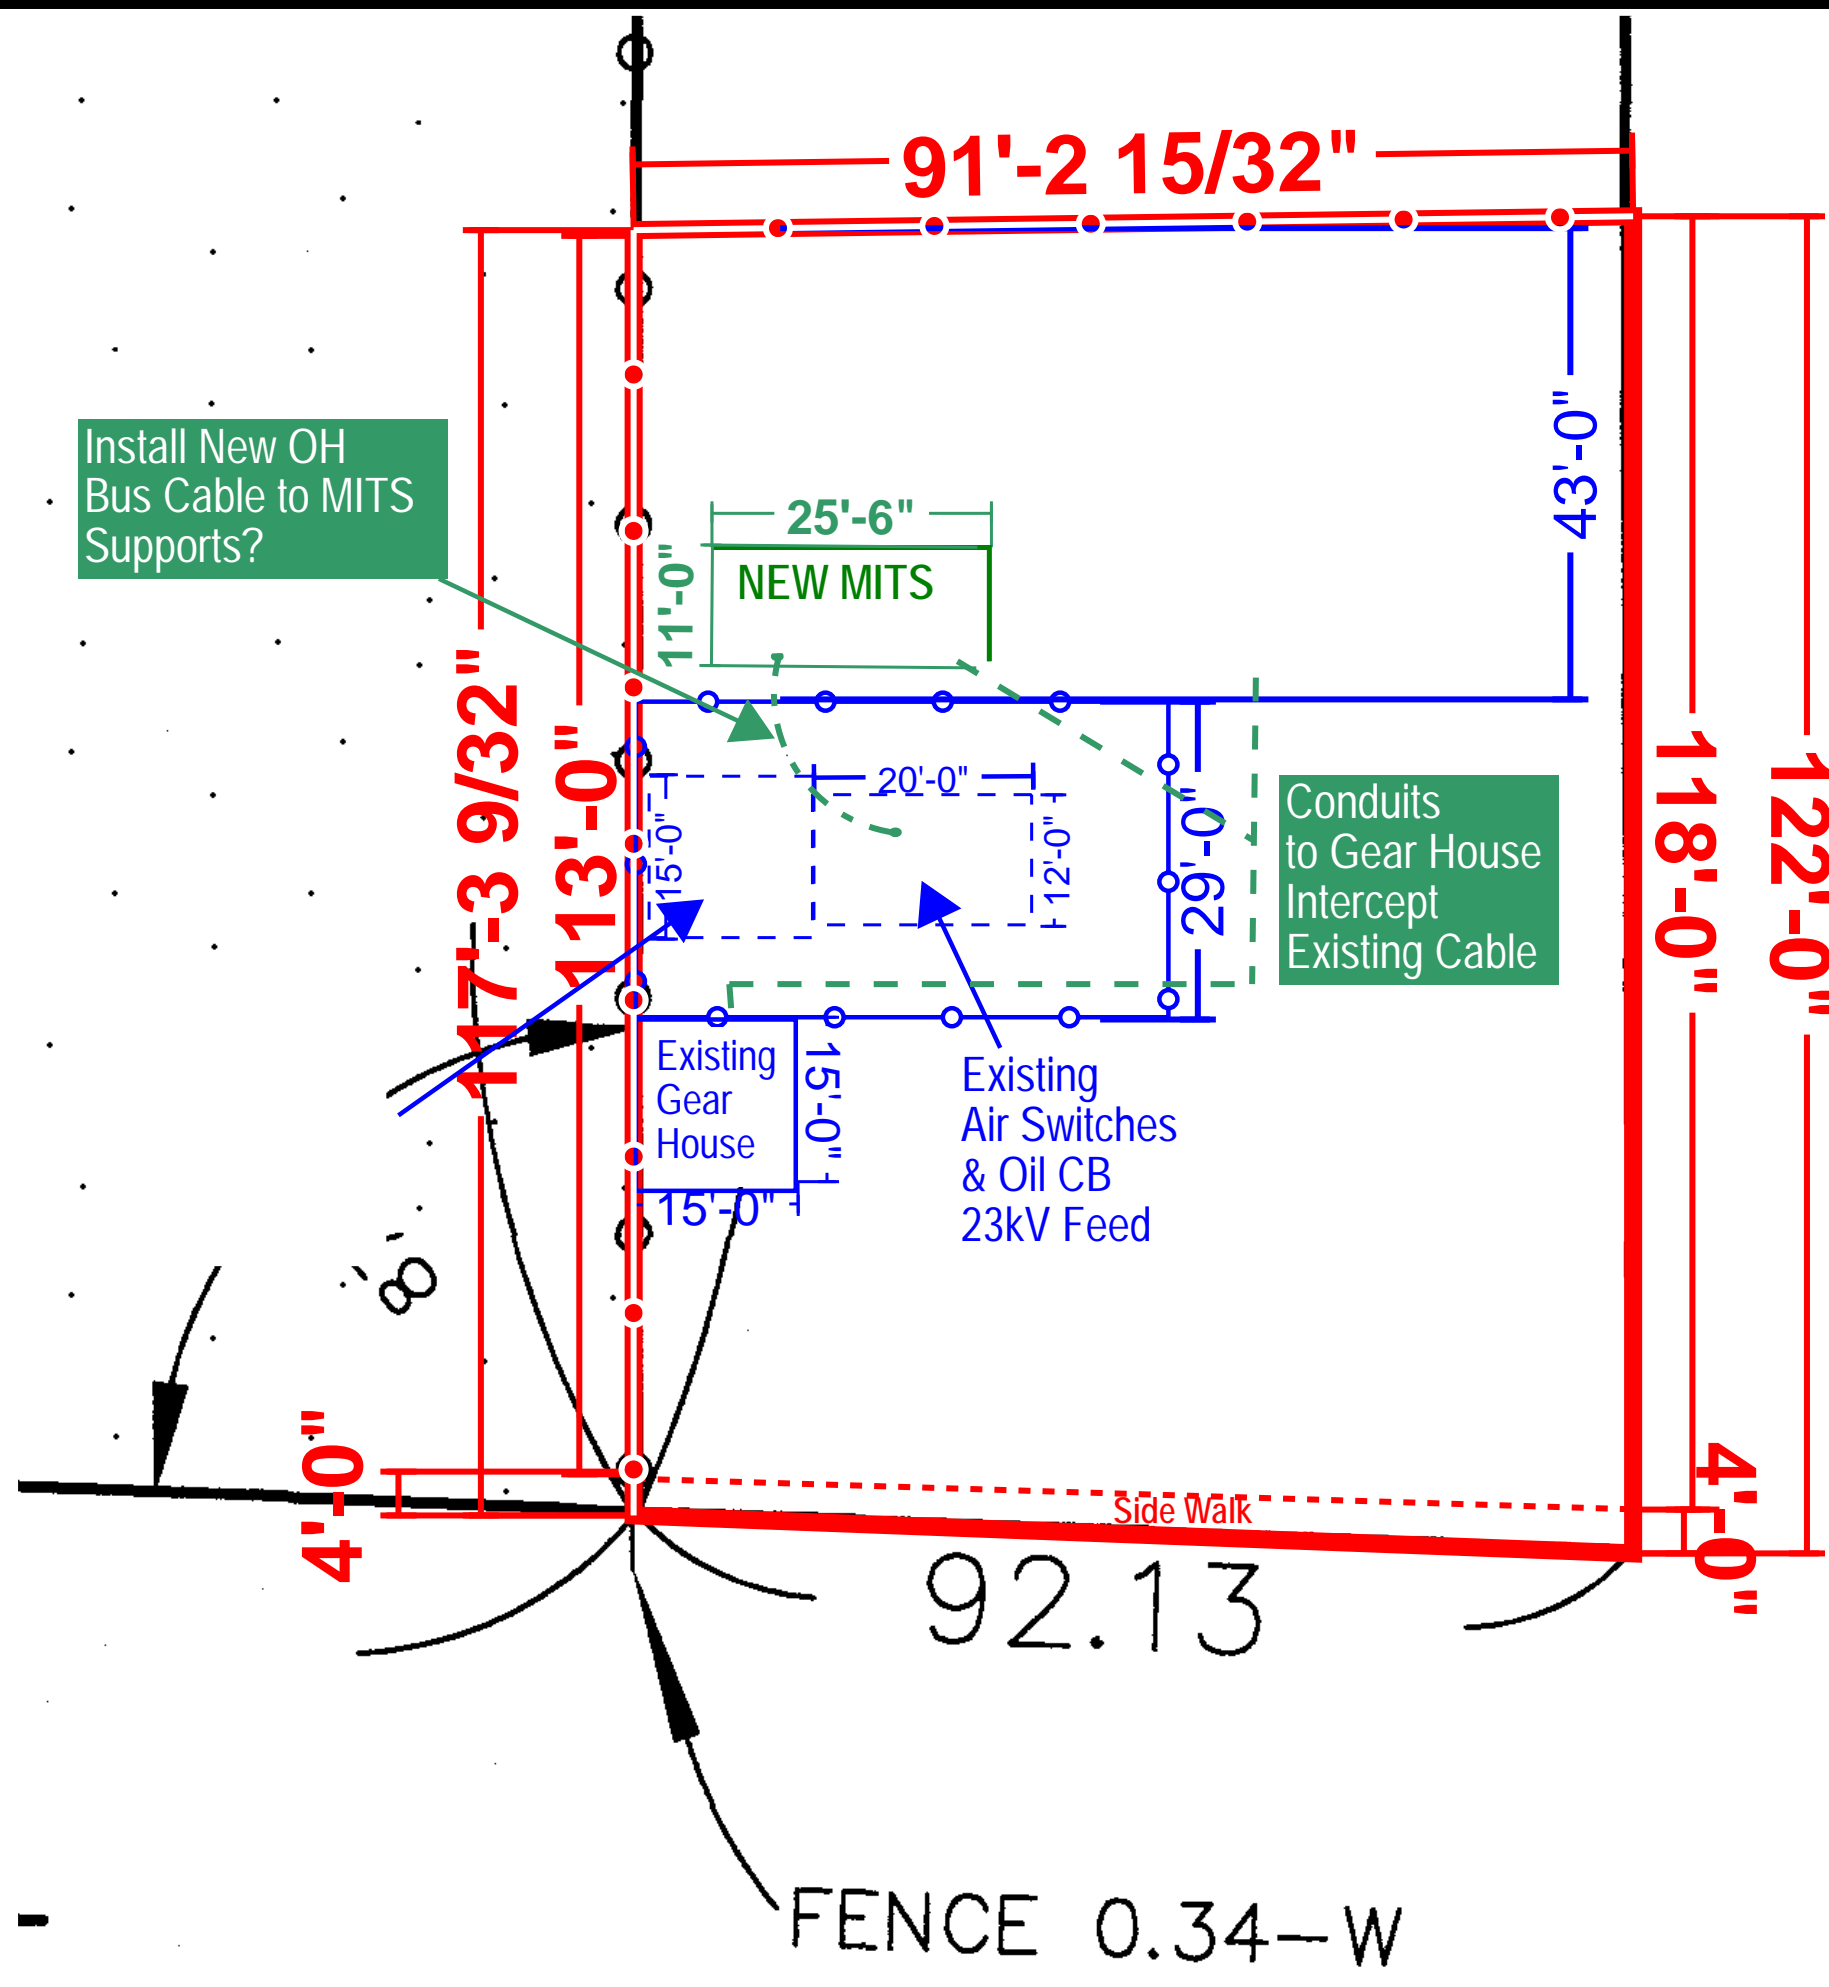 91'-2 15/32"
Install New OH
Bus Cable to MITS
Supports?
43'-0"
25'-6"
11'-0"
NEW MITS
117'-3 9/32"
113'-0"
118'-0"
122'-0"
20'-0"
15'-0"
12'-0"
29'-0"
Conduits
to Gear House
Intercept
Existing Cable
Existing
Gear
House
15'-0"
15'-0"
Existing
Air Switches
& Oil CB
23kV Feed
8'
4'-0"
4'-0"
Side Walk
92.13
FENCE 0.34-W